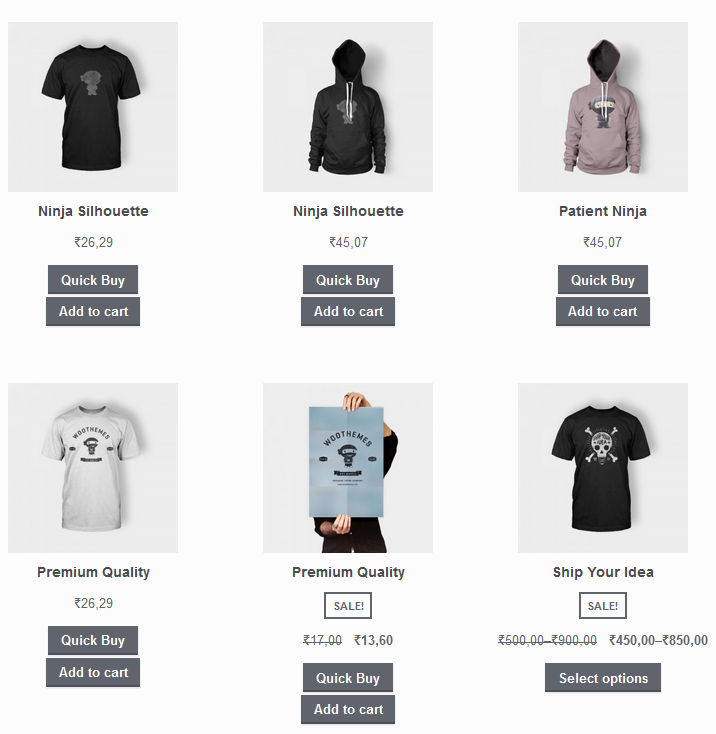 Ninja Silhouette
₹26,29
Quick Buy
Add to cart
Ninja Silhouette
₹45,07
Quick Buy
Add to cart
Patient Ninja
₹45,07
Quick Buy
Add to cart
WOOTHEMES
Premium Quality
₹26,29
Quick Buy
Add to cart
WOOTHEMES
Premium Quality
SALE!
₹17,00 ₹13,60
Quick Buy
Add to cart
Ship Your Idea
SALE!
₹500,00–₹900,00 ₹450,00–₹850,00
Select options